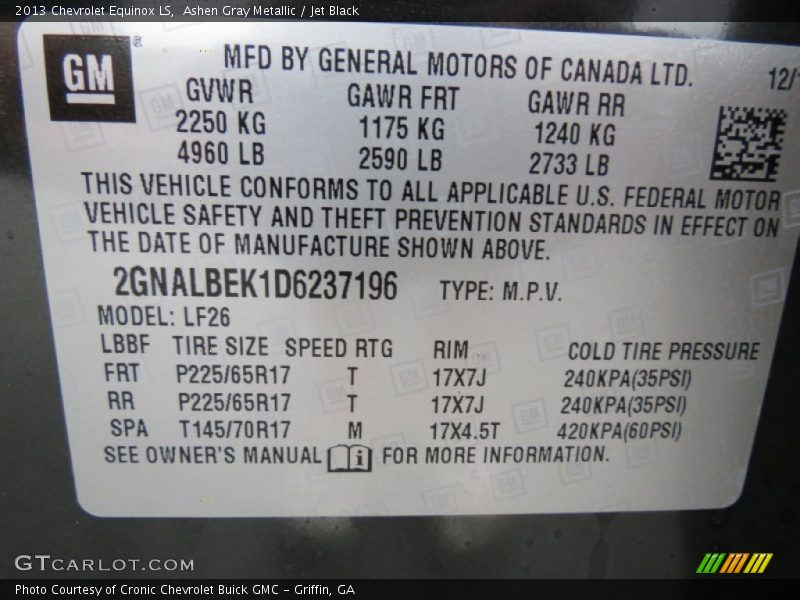 2013 Chevrolet Equinox LS, Ashen Gray Metallic / Jet Black
GM
MFD BY GENERAL MOTORS OF CANADA LTD. 12/
GVWR GAWR FRT GAWR RR
2250 KG 1175 KG 1240 KG
4960 LB 2590 LB 2733 LB
THIS VEHICLE CONFORMS TO ALL APPLICABLE U.S. FEDERAL MOTOR
VEHICLE SAFETY AND THEFT PREVENTION STANDARDS IN EFFECT ON
THE DATE OF MANUFACTURE SHOWN ABOVE.
2GNALBEK1D6237196 TYPE: M.P.V.
MODEL: LF26
LBBF TIRE SIZE SPEED RTG RIM COLD TIRE PRESSURE
FRT P225/65R17 T 17X7J 240KPA(35PSI)
RR P225/65R17 T 17X7J 240KPA(35PSI)
SPA T145/70R17 M 17X4.5T 420KPA(60PSI)
SEE OWNER'S MANUAL i FOR MORE INFORMATION.
GTCARLOT.COM
Photo Courtesy of Cronic Chevrolet Buick GMC - Griffin, GA